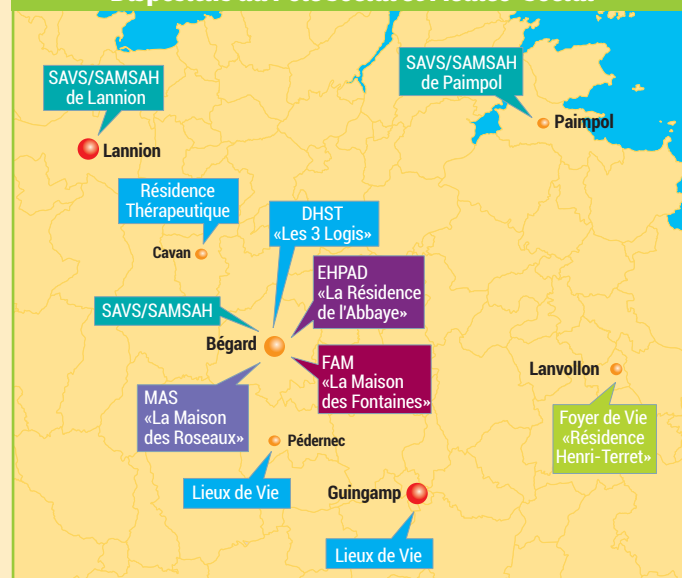 SAVS/SAMSAH
de Lannion
SAVS/SAMSAH
de Paimpol
Paimpol
Lannion
Résidence
Thérapeutique
DHST
«Les 3 Logis»
Cavan
EHPAD
«La Résidence
de l'Abbaye»
SAVS/SAMSAH
Bégard
FAM
«La Maison
des Fontaines»
Lanvollon
MAS
«La Maison
des Roseaux»
Foyer de Vie
«Résidence
Henri-Terret»
Pédernec
Lieux de Vie
Guingamp
Lieux de Vie